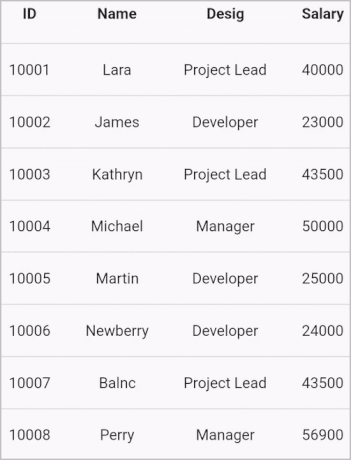 ID Name Desig Salary
10001 Lara Project Lead 40000
10002 James Developer 23000
10003 Kathryn Project Lead 43500
10004 Michael Manager 50000
10005 Martin Developer 25000
10006 Newberry Developer 24000
10007 Balnc Project Lead 43500
10008 Perry Manager 56900